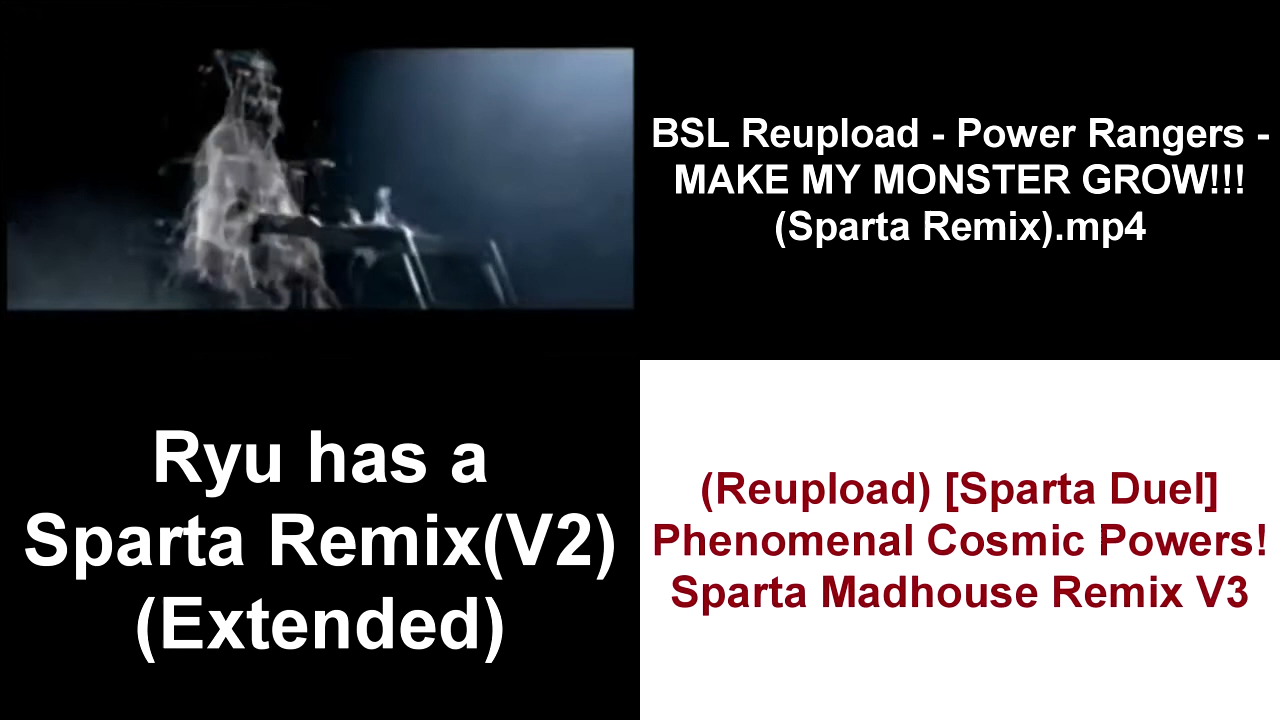 BSL Reupload - Power Rangers -
MAKE MY MONSTER GROW!!!
(Sparta Remix).mp4
Ryu has a
Sparta Remix(V2)
(Extended)
(Reupload) [Sparta Duel]
Phenomenal Cosmic Powers!
Sparta Madhouse Remix V3